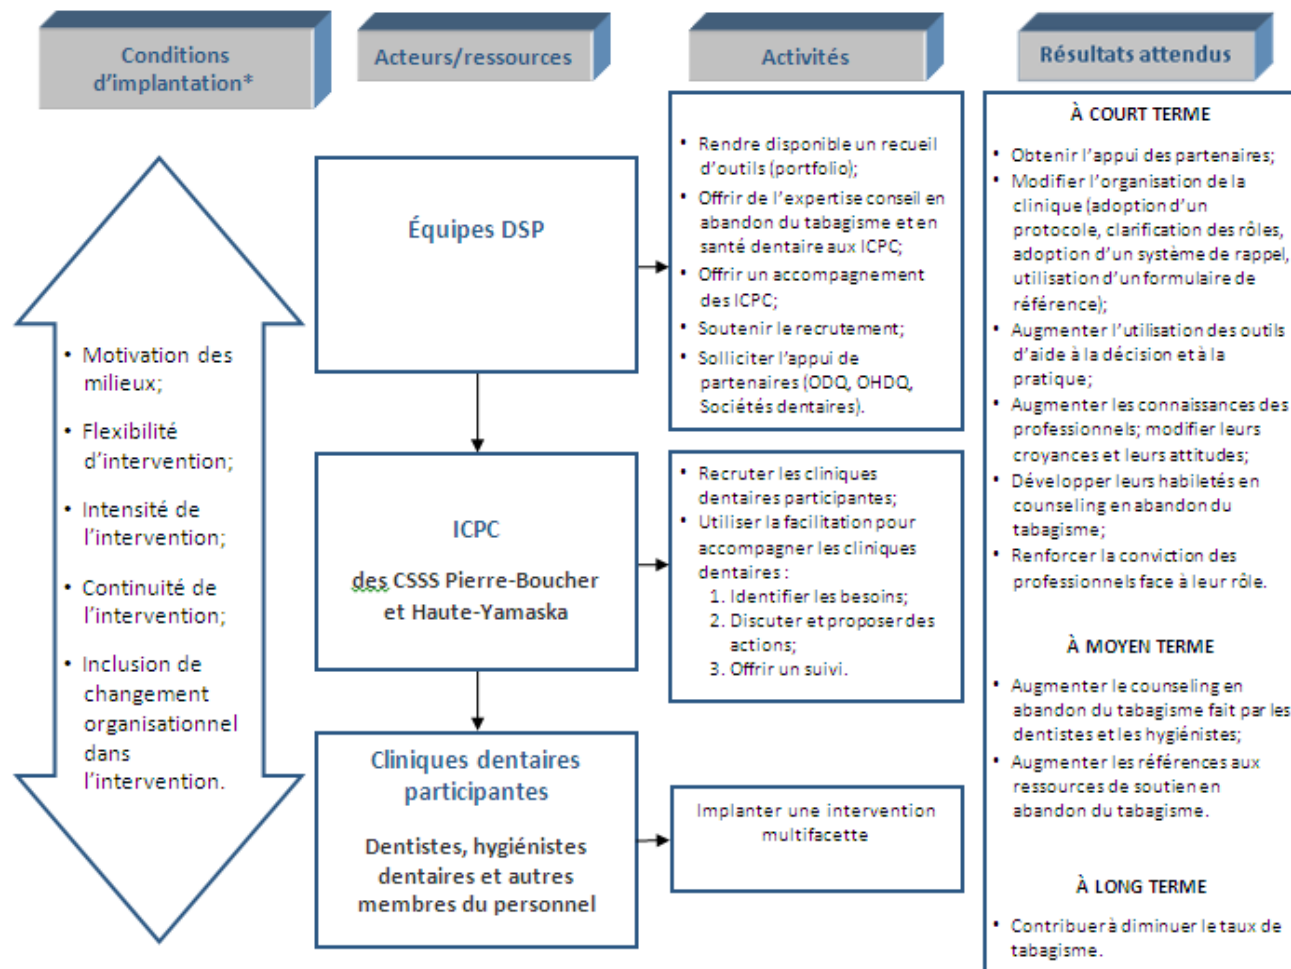 Conditions
d'implantation*
Acteurs/ressources
Activités
Résultats attendus
• Motivation des
milieux;
• Flexibilité
d'intervention;
• Intensité de
l'intervention;
• Continuité de
l'intervention;
• Inclusion de
changement
organisationnel
dans
l'intervention.
Équipes DSP
ICPC
des CSSS Pierre-Boucher
et Haute-Yamaska
Cliniques dentaires
participantes
Dentistes, hygiénistes
dentaires et autres
membres du personnel
• Rendre disponible un recueil
d'outils (portfolio);
• Offrir de l'expertise conseil en
abandon du tabagisme et en
santé dentaire aux ICPC;
• Offrir un accompagnement
des ICPC;
• Soutenir le recrutement;
• Solliciter l'appui de
partenaires (ODQ, OHDQ,
Sociétés dentaires).
• Recruter les cliniques
dentaires participantes;
• Utiliser la facilitation pour
accompagner les cliniques
dentaires :
1. Identifier les besoins;
2. Discuter et proposer des
actions;
3. Offrir un suivi.
Implanter une intervention
multifacette
À COURT TERME
• Obtenir l'appui des partenaires;
• Modifier l'organisation de la
clinique (adoption d'un
protocole, clarification des rôles,
adoption d'un système de rappel,
utilisation d'un formulaire de
référence);
• Augmenter l'utilisation des outils
d'aide à la décision et à la
pratique;
• Augmenter les connaissances des
professionnels; modifier leurs
croyances et leurs attitudes;
• Développer leurs habiletés en
counseling en abandon du
tabagisme;
• Renforcer la conviction des
professionnels face à leur rôle.
À MOYEN TERME
• Augmenter le counseling en
abandon du tabagisme fait par les
dentistes et les hygiénistes;
• Augmenter les références aux
ressources de soutien en
abandon du tabagisme.
À LONG TERME
• Contribuer à diminuer le taux de
tabagisme.